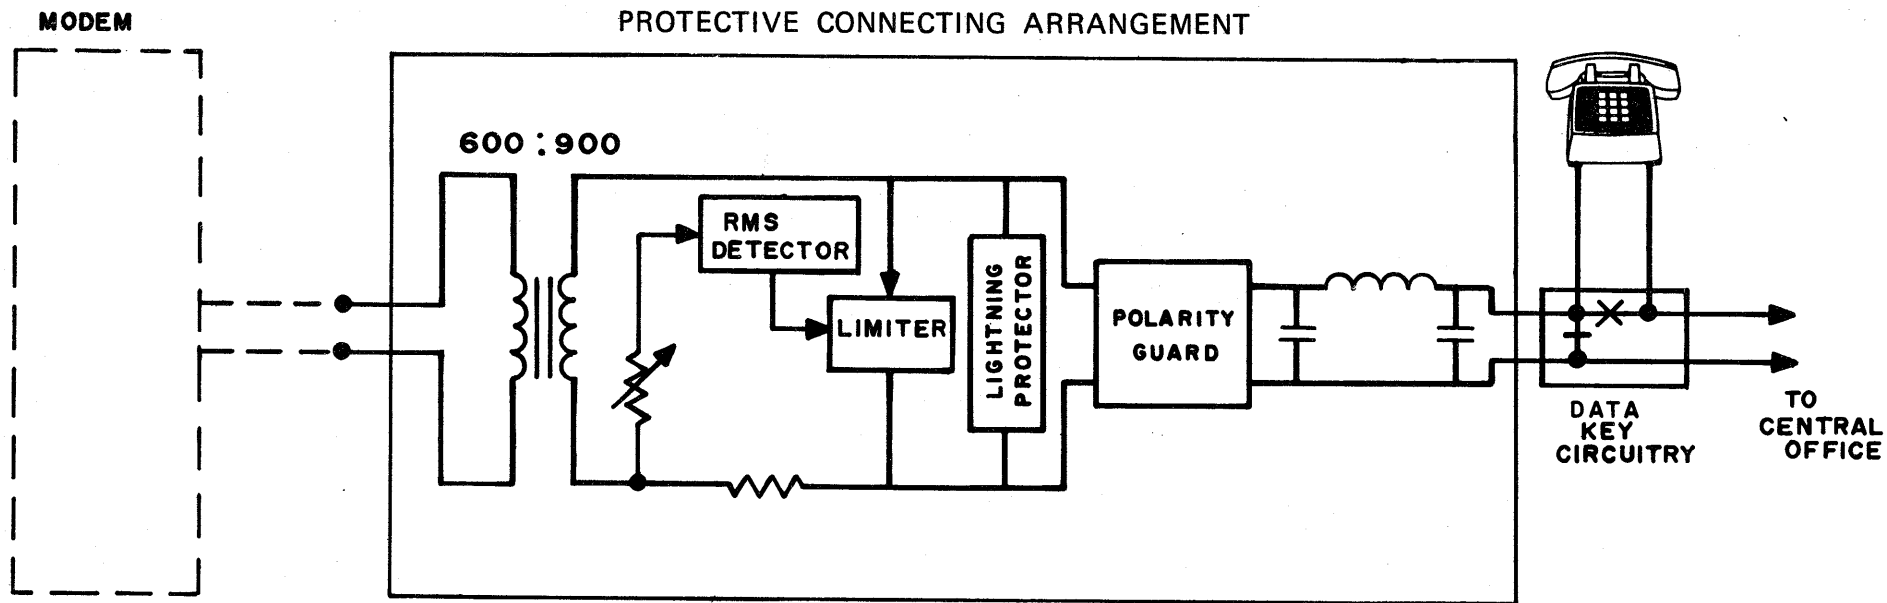 MODEM
PROTECTIVE CONNECTING ARRANGEMENT
600:900
RMS
DETECTOR
LIMITER
LIGHTNING
PROTECTOR
POLARITY
GUARD
DATA
KEY
CIRCUITRY
TO
CENTRAL
OFFICE